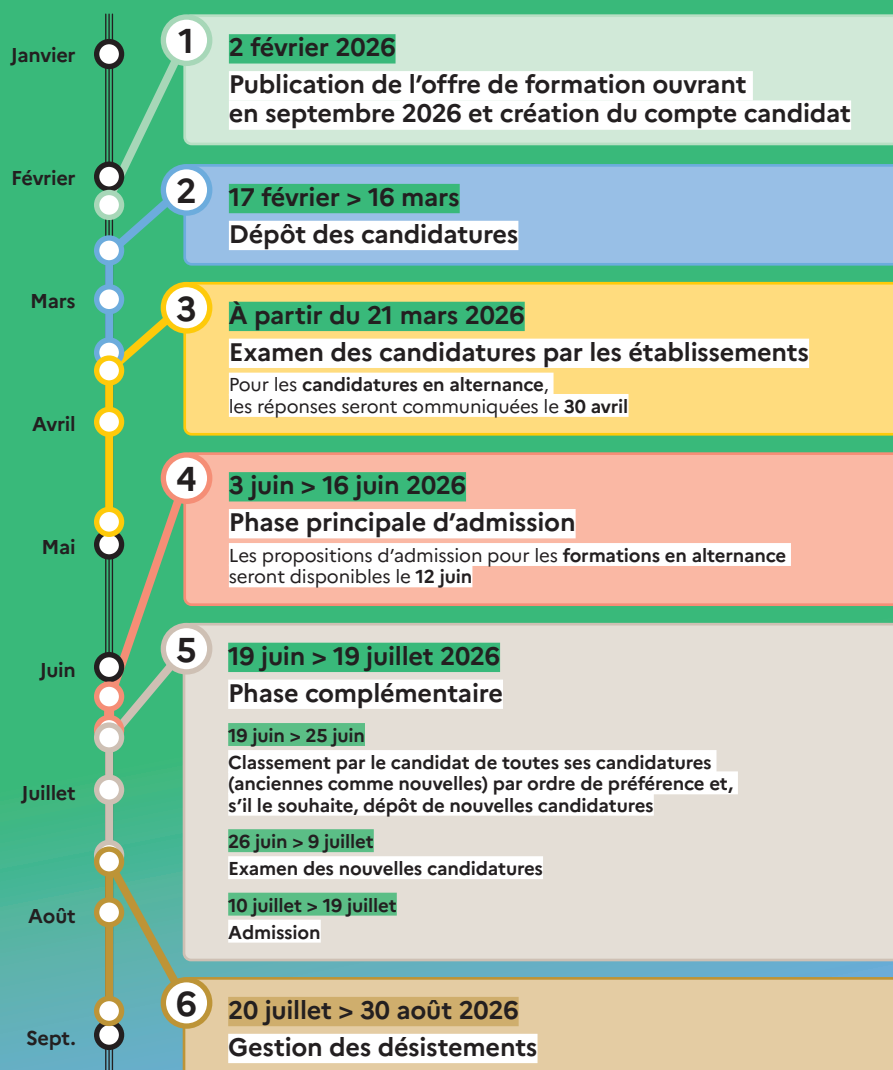 Janvier
1
2 février 2026
Publication de l’offre de formation ouvrant
en septembre 2026 et création du compte candidat
Février
2
17 février > 16 mars
Dépôt des candidatures
Mars
3
À partir du 21 mars 2026
Examen des candidatures par les établissements
Pour les candidatures en alternance,
les réponses seront communiquées le 30 avril
Avril
4
3 juin > 16 juin 2026
Phase principale d’admission
Les propositions d’admission pour les formations en alternance
seront disponibles le 12 juin
Mai
5
19 juin > 19 juillet 2026
Phase complémentaire
Juin
19 juin > 25 juin
Classement par le candidat de toutes ses candidatures
(anciennes comme nouvelles) par ordre de préférence et,
s’il le souhaite, dépôt de nouvelles candidatures
Juillet
26 juin > 9 juillet
Examen des nouvelles candidatures
10 juillet > 19 juillet
Admission
Août
6
20 juillet > 30 août 2026
Gestion des désistements
Sept.